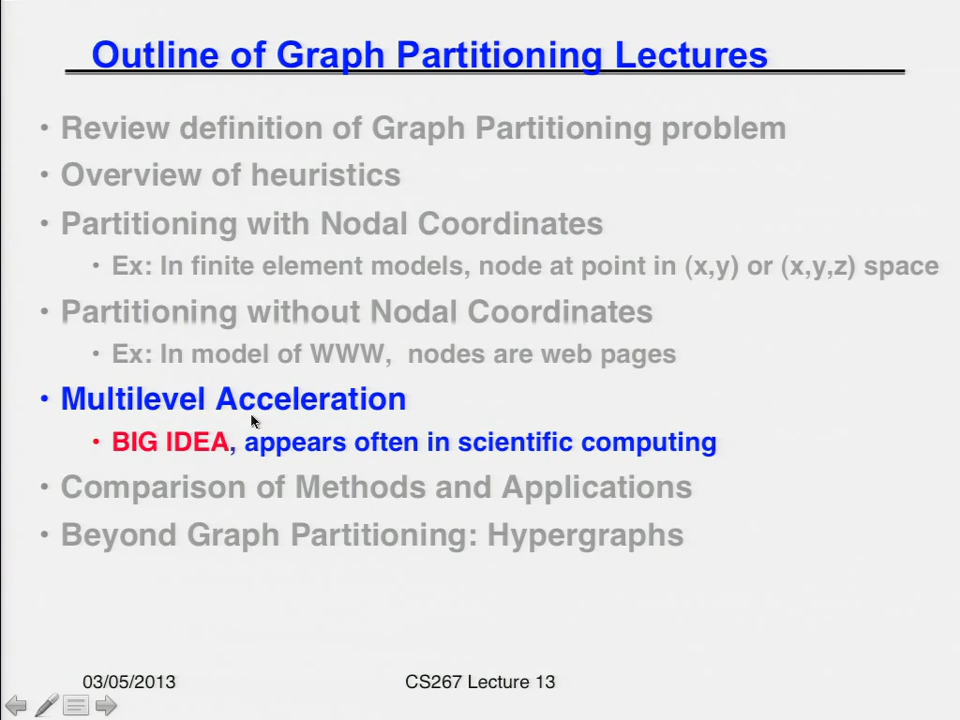 Outline of Graph Partitioning Lectures
• Review definition of Graph Partitioning problem
• Overview of heuristics
• Partitioning with Nodal Coordinates
• Ex: In finite element models, node at point in (x,y) or (x,y,z) space
• Partitioning without Nodal Coordinates
• Ex: In model of WWW, nodes are web pages
• Multilevel Acceleration
• BIG IDEA, appears often in scientific computing
• Comparison of Methods and Applications
• Beyond Graph Partitioning: Hypergraphs
03/05/2013 CS267 Lecture 13